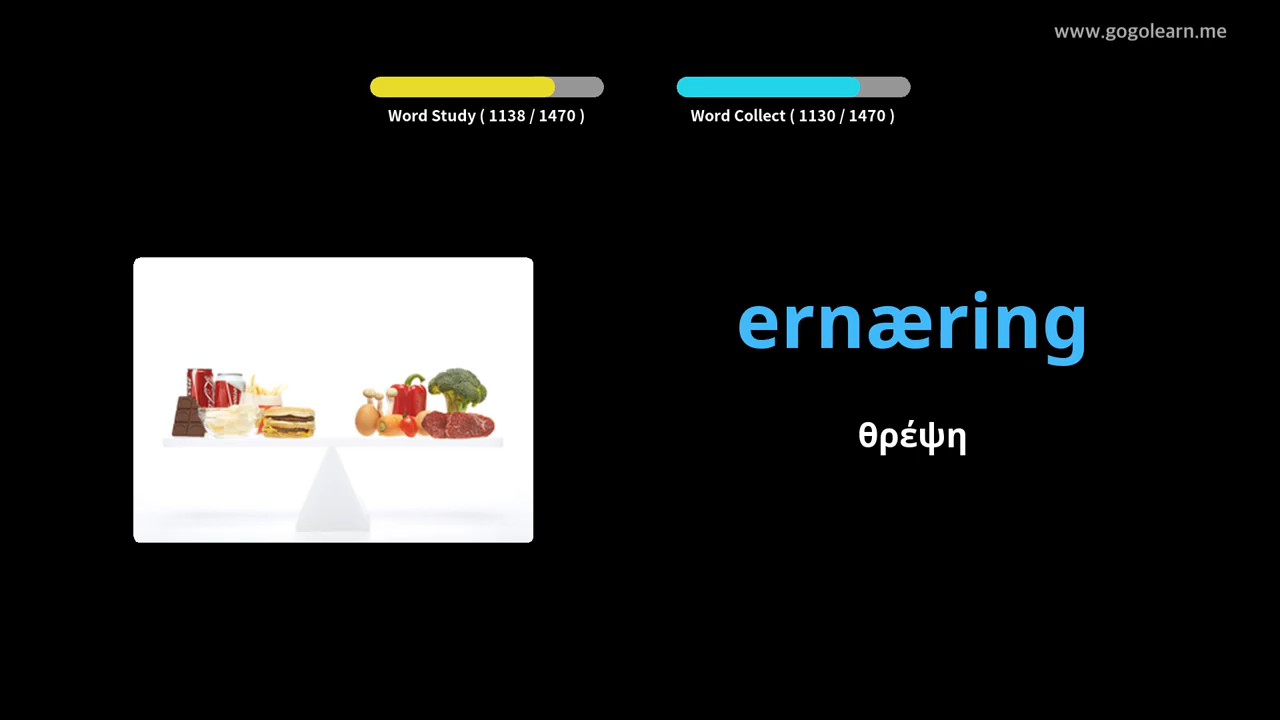 www.gogolearn.me
Word Study ( 1138 / 1470 )
Word Collect ( 1130 / 1470 )
ernæring
θρέψη